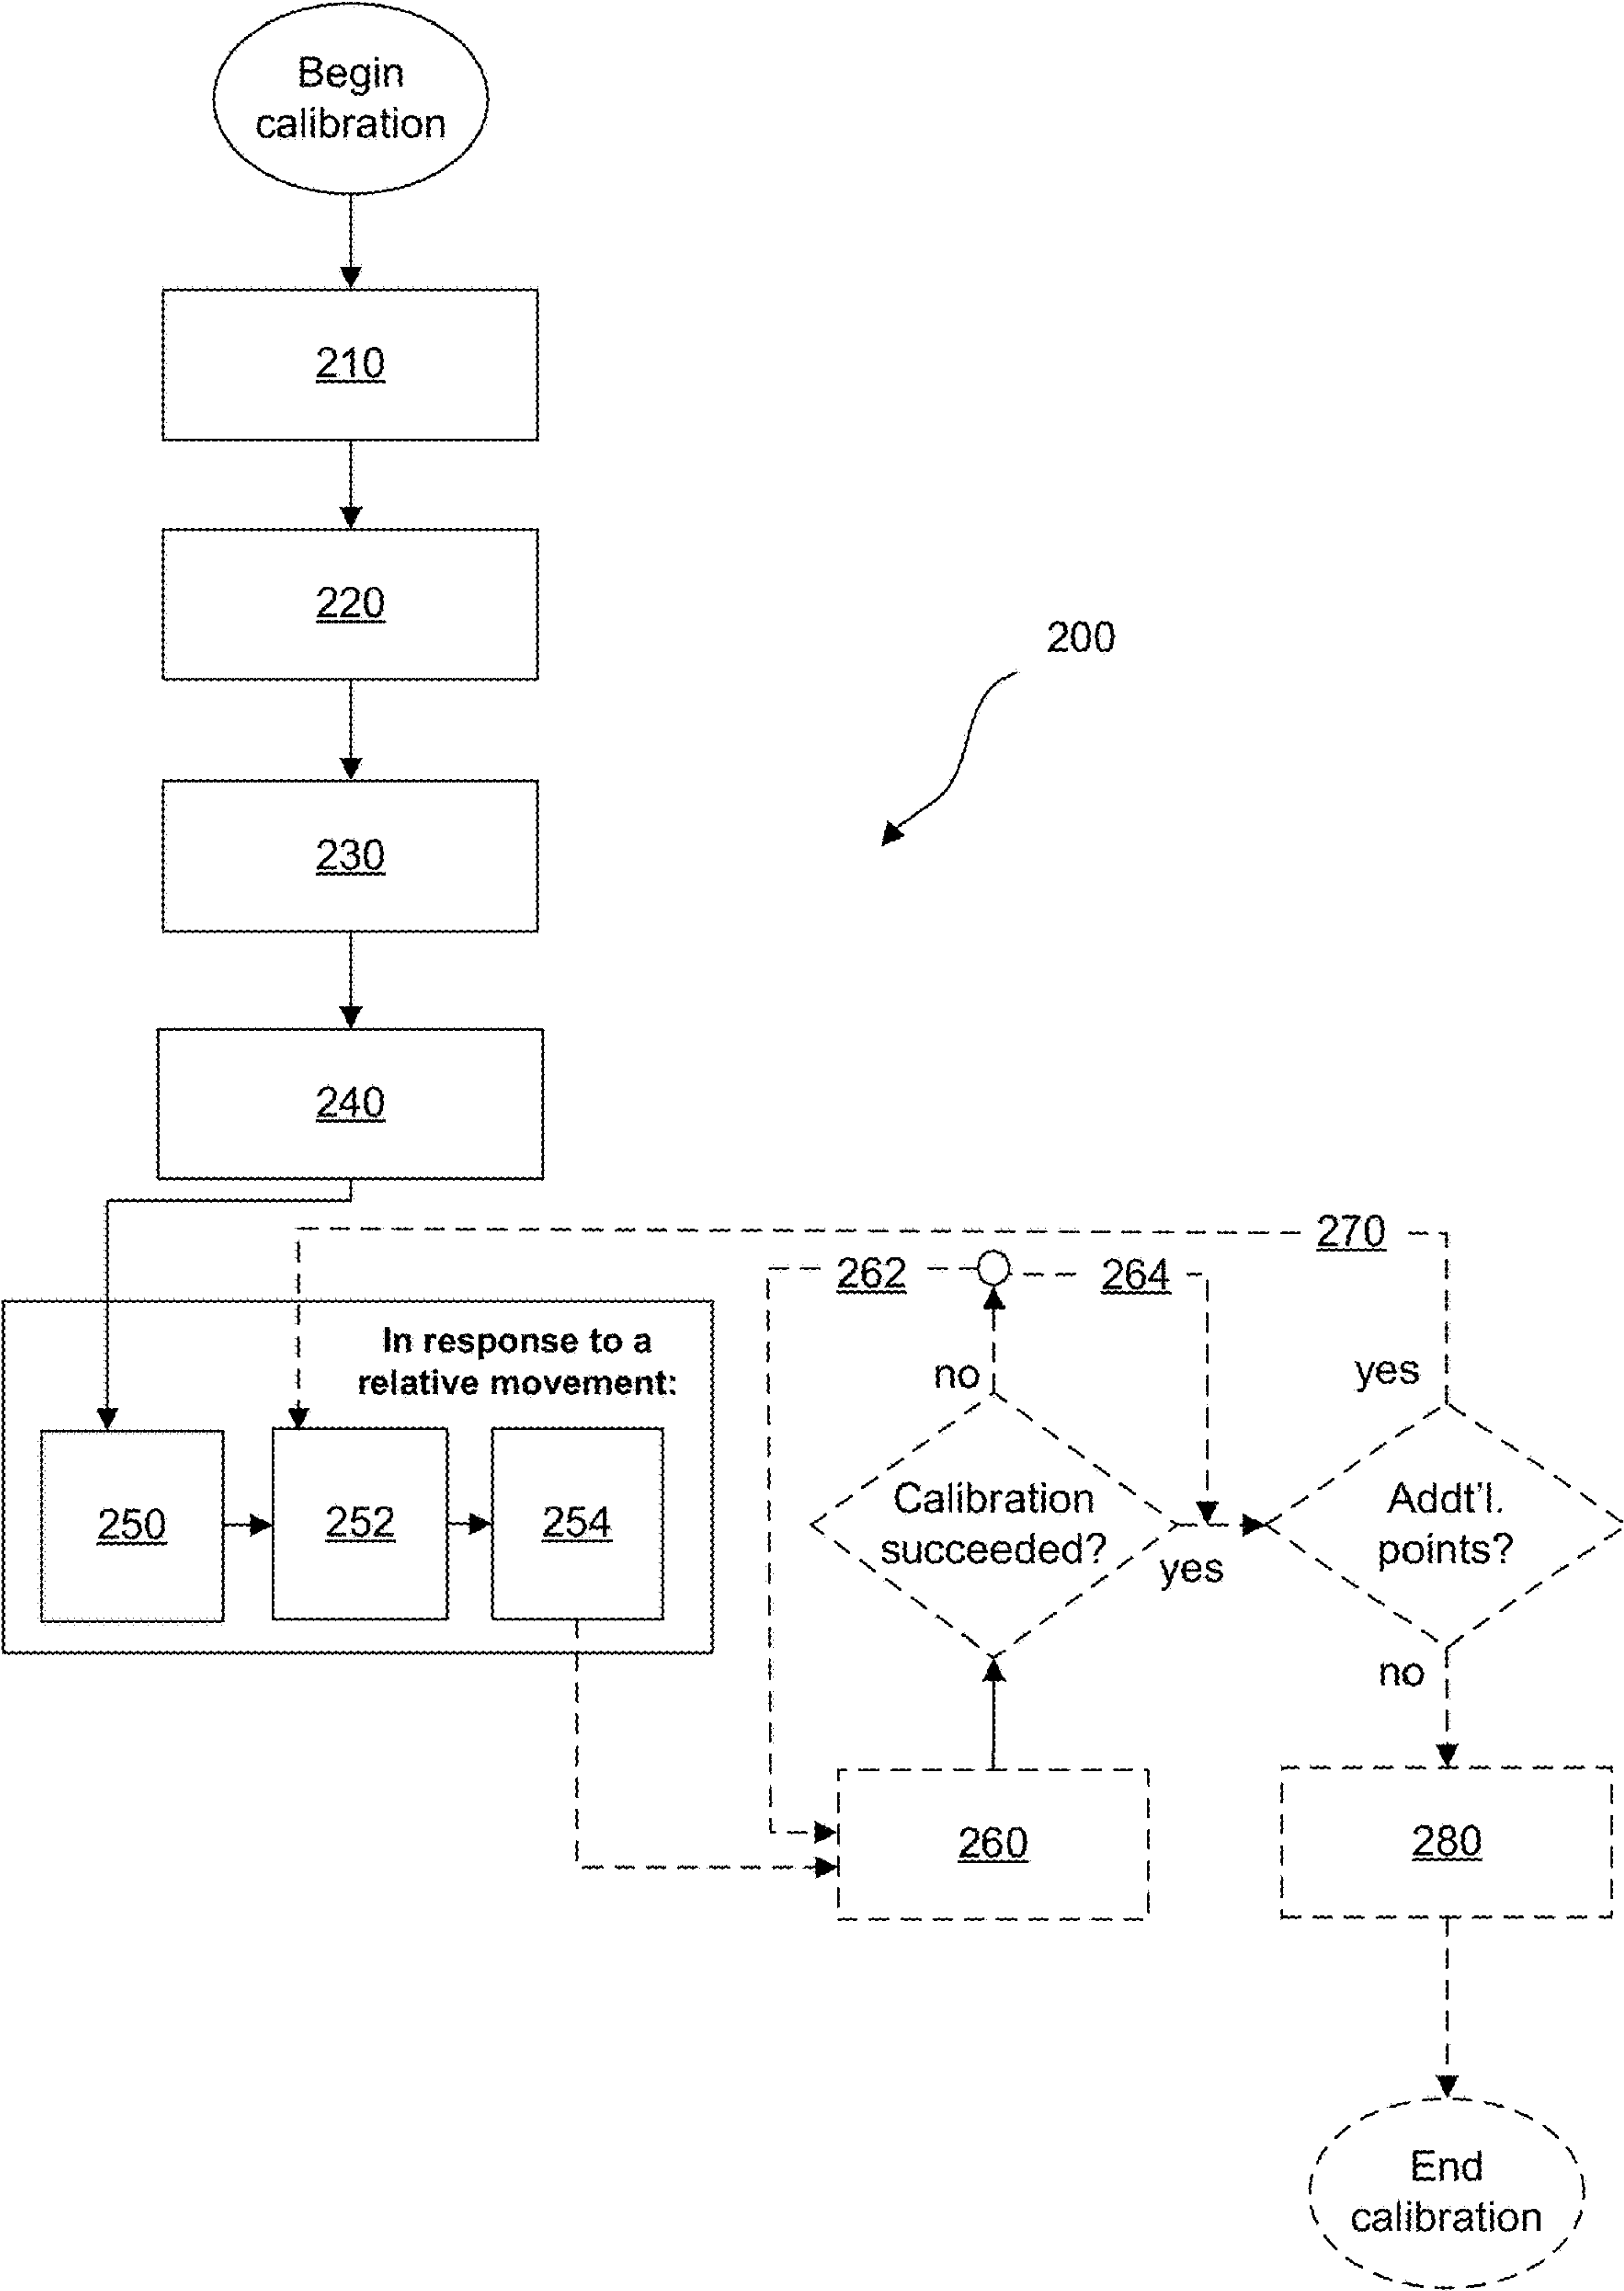 Begin
calibration
210
220
200
230
240
270
262
264
In response to a
relative movement:
no
yes
250
252
254
Calibration
succeeded?
yes
Addt'l.
points?
no
260
280
End
calibration